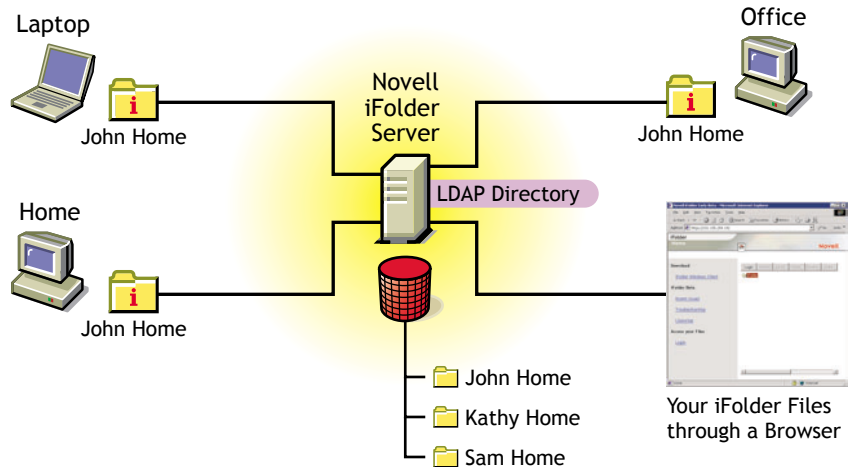 Laptop
John Home
Home
John Home
Novell
iFolder
Server
LDAP Directory
John Home
Kathy Home
Sam Home
Office
John Home
Novell
Your iFolder Files
through a Browser